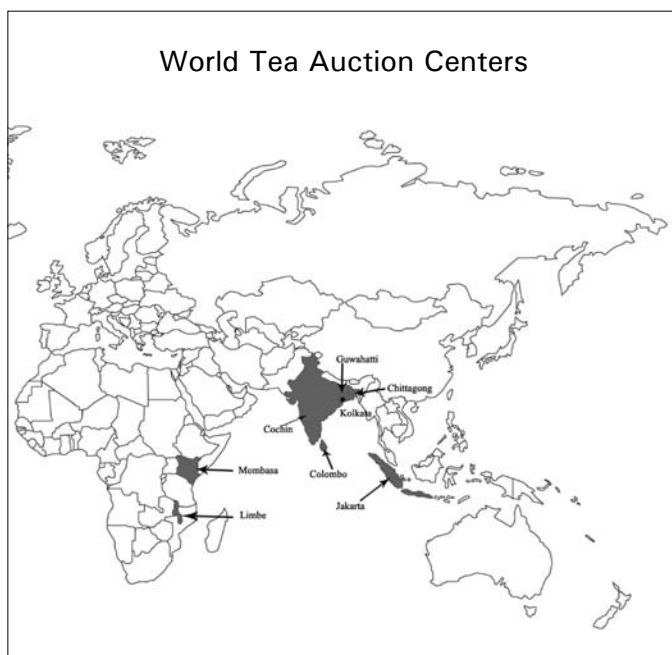 World Tea Auction Centers
Guwahatti
Chittagong
Kolkata
Cochin
Colombo
Mombasa
Jakarta
Limbe